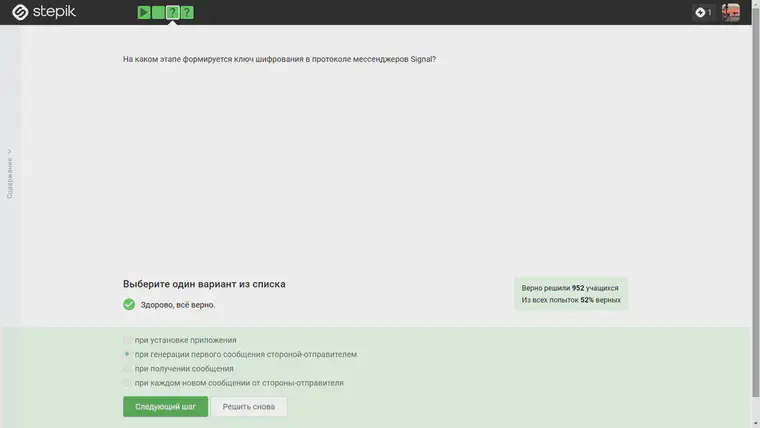 stepik
? ?
1
На каком этапе формируется ключ шифрования в протоколе мессенджеров Signal?
Содержание
Выберите один вариант из списка
Здорово, всё верно.
Верно решили 952 учащихся
Из всех попыток 52% верных
при установке приложения
при генерации первого сообщения стороной-отправителем
при получении сообщения
при каждом новом сообщении от стороны-отправителя
Следующий шаг
Решить снова